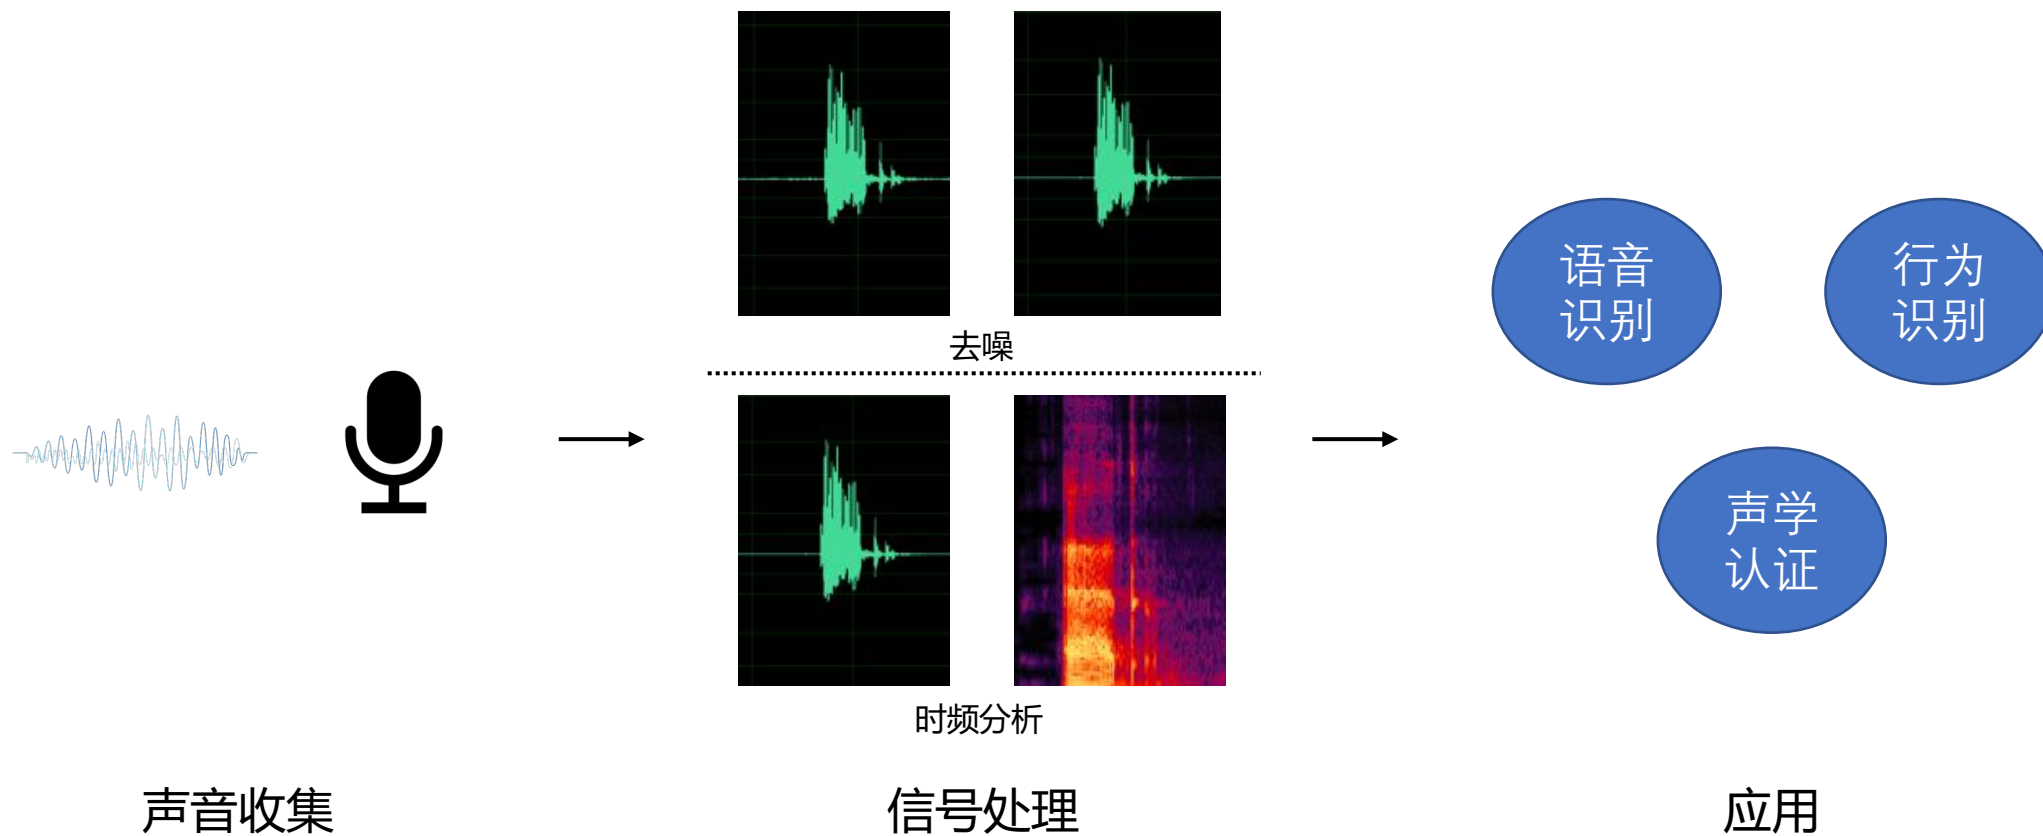 去噪
时频分析
语音
识别
行为
识别
声学
认证
声音收集
信号处理
应用